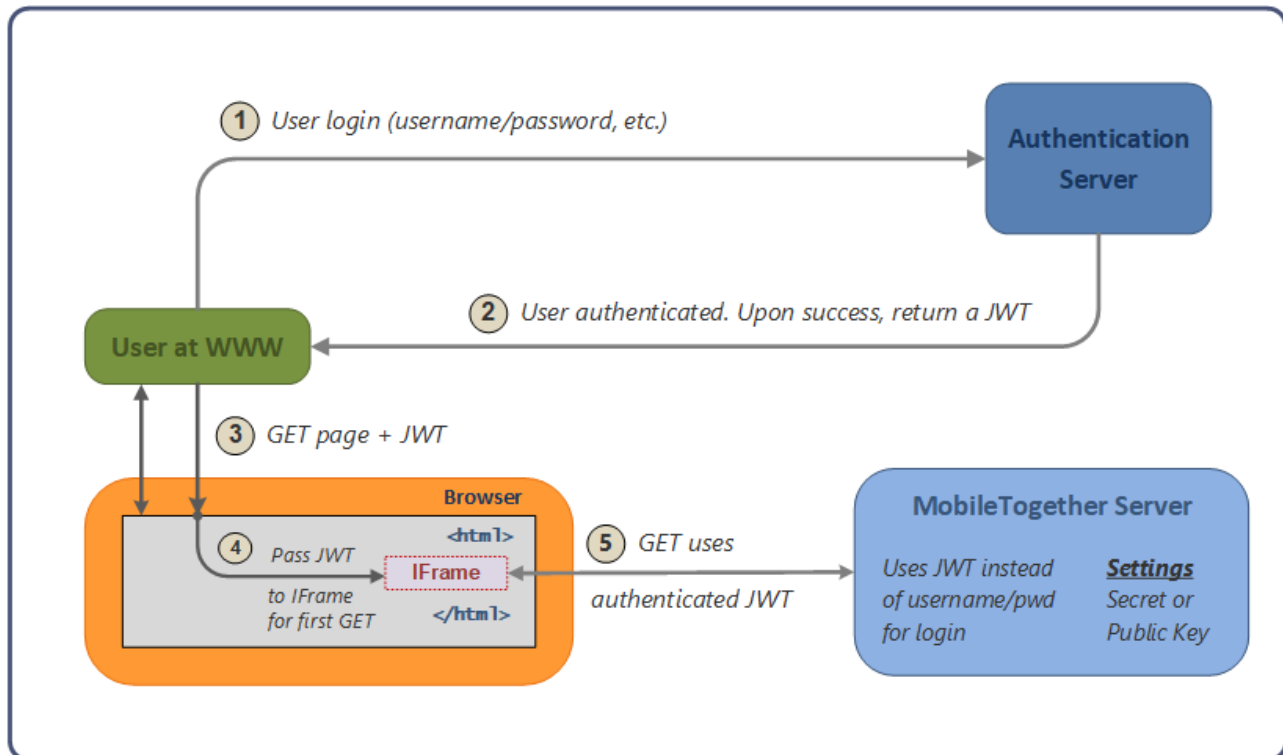 1 User login (username/password, etc.)
Authentication
Server
2 User authenticated. Upon success, return a JWT
User at WWW
3 GET page + JWT
Browser
<html>
4 Pass JWT
IFrame
to IFrame
for first GET
</html>
5 GET uses
authenticated JWT
MobileTogether Server
Uses JWT instead
of username/pwd
for login
Settings
Secret or
Public Key